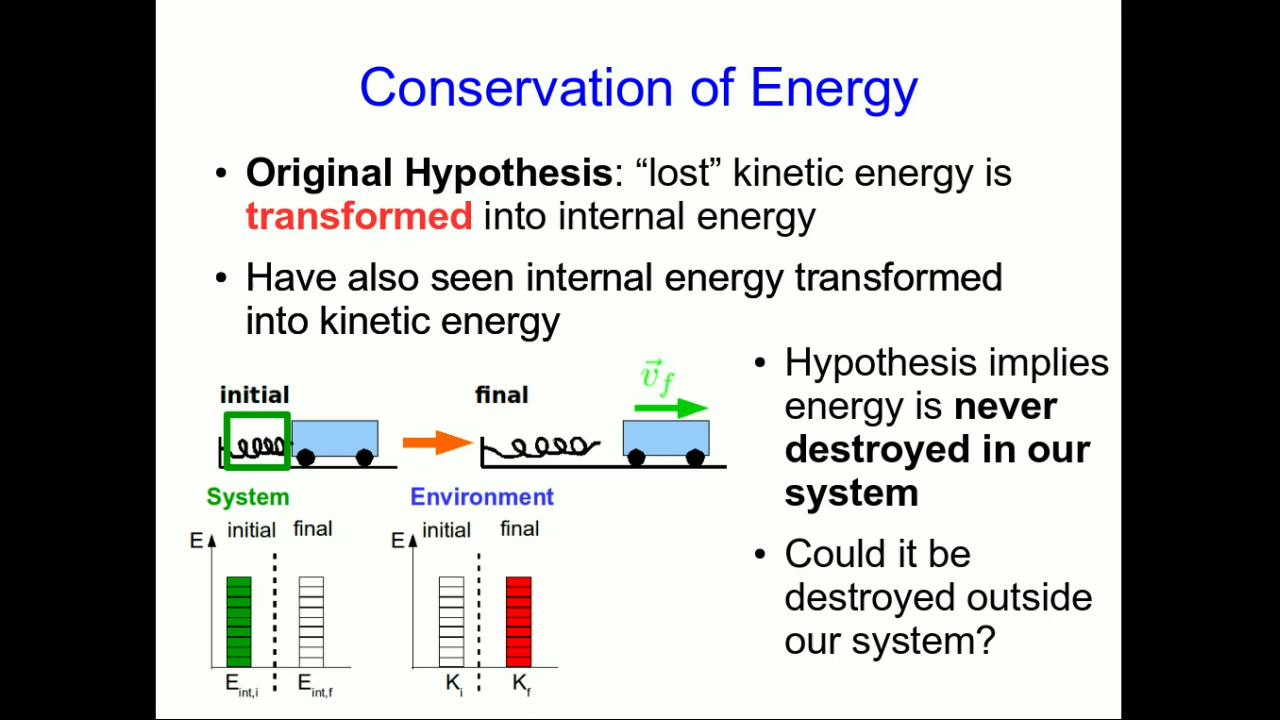 Conservation of Energy
• Original Hypothesis: “lost” kinetic energy is
transformed into internal energy
• Have also seen internal energy transformed
into kinetic energy
• Hypothesis implies
energy is never
destroyed in our
system
• Could it be
destroyed outside
our system?
initial
final
v⃗f
System
Environment
E
initial
final
Eint,i
Eint,f
E
initial
final
Ki
Kf